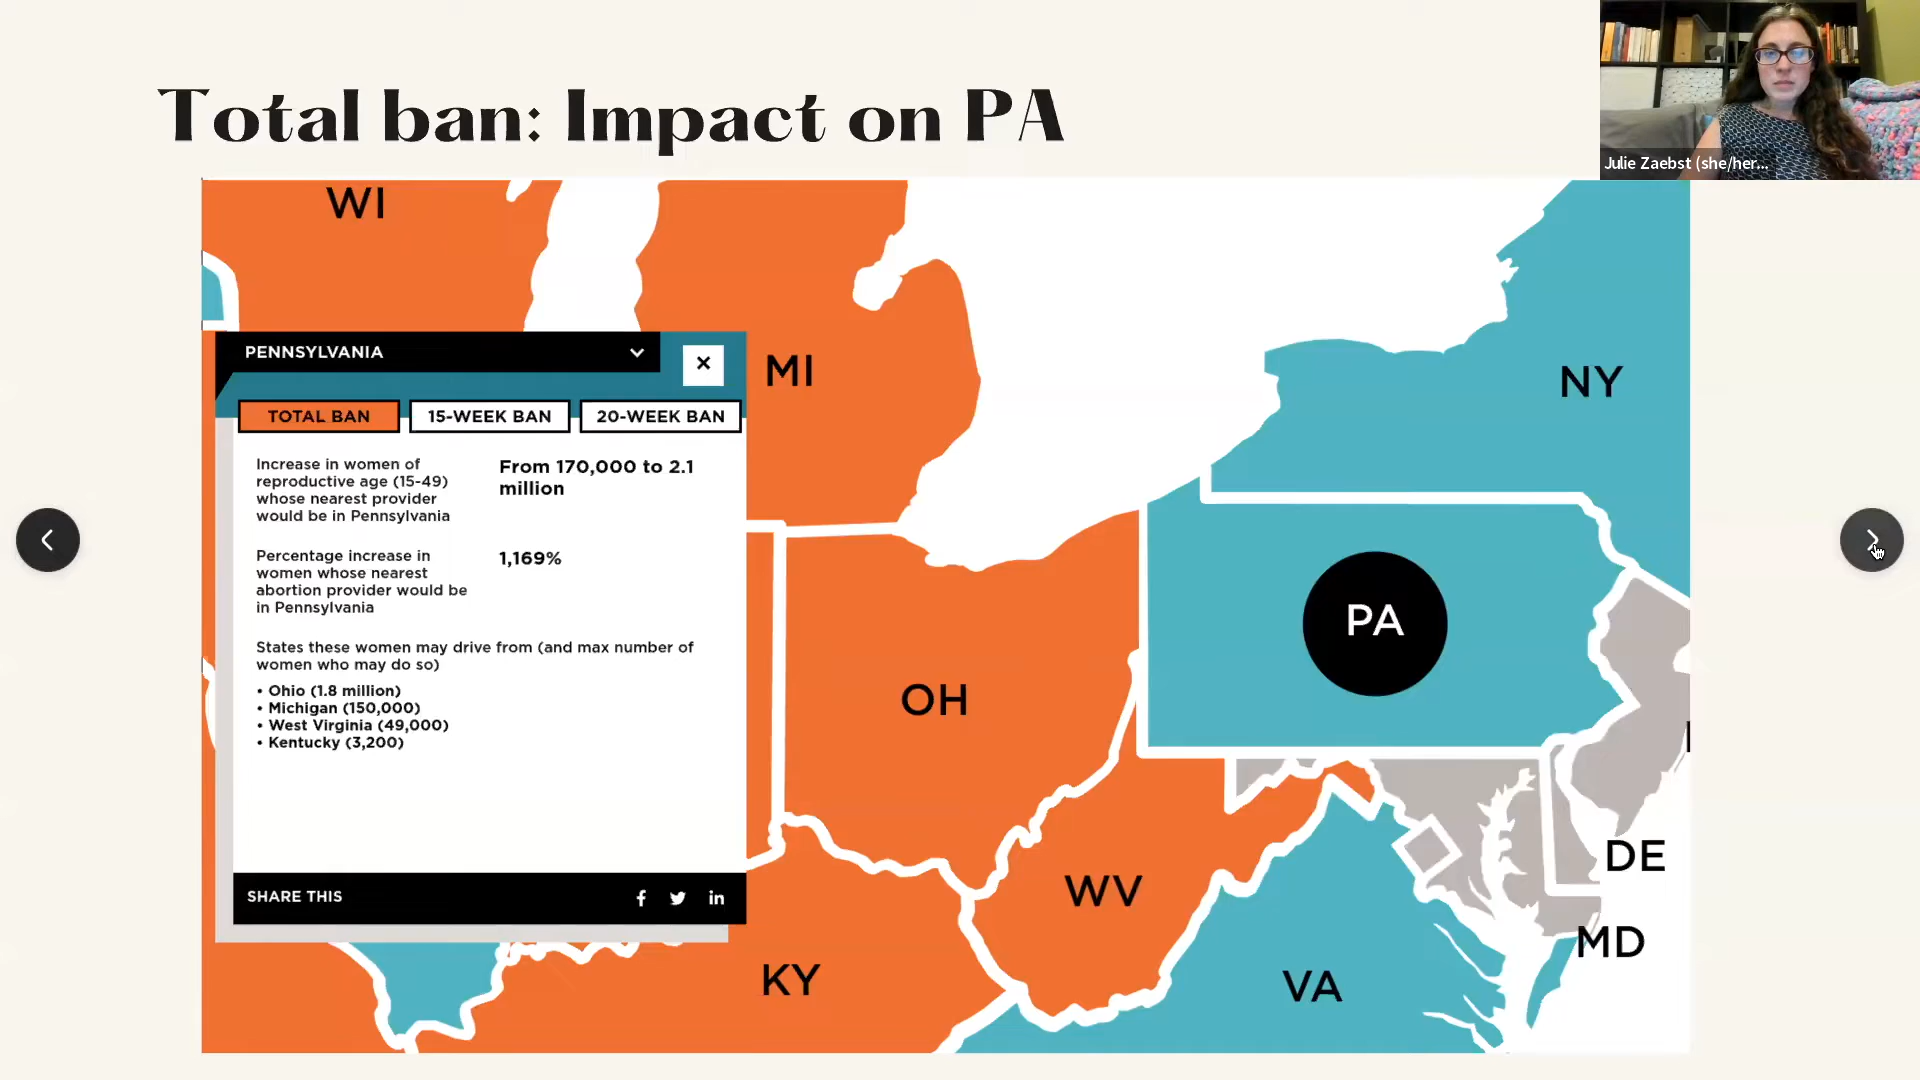 Total ban: Impact on PA
Julie Zaebst (she/her...
WI
MI
NY
PENNSYLVANIA
×
TOTAL BAN
15-WEEK BAN
20-WEEK BAN
Increase in women of
reproductive age (15-49)
whose nearest provider
would be in Pennsylvania
From 170,000 to 2.1
million
Percentage increase in
women whose nearest
abortion provider would be
in Pennsylvania
1,169%
States these women may drive from (and max number of
women who may do so)
• Ohio (1.8 million)
• Michigan (150,000)
• West Virginia (49,000)
• Kentucky (3,200)
SHARE THIS
f
in
PA
OH
WV
KY
VA
DE
MD